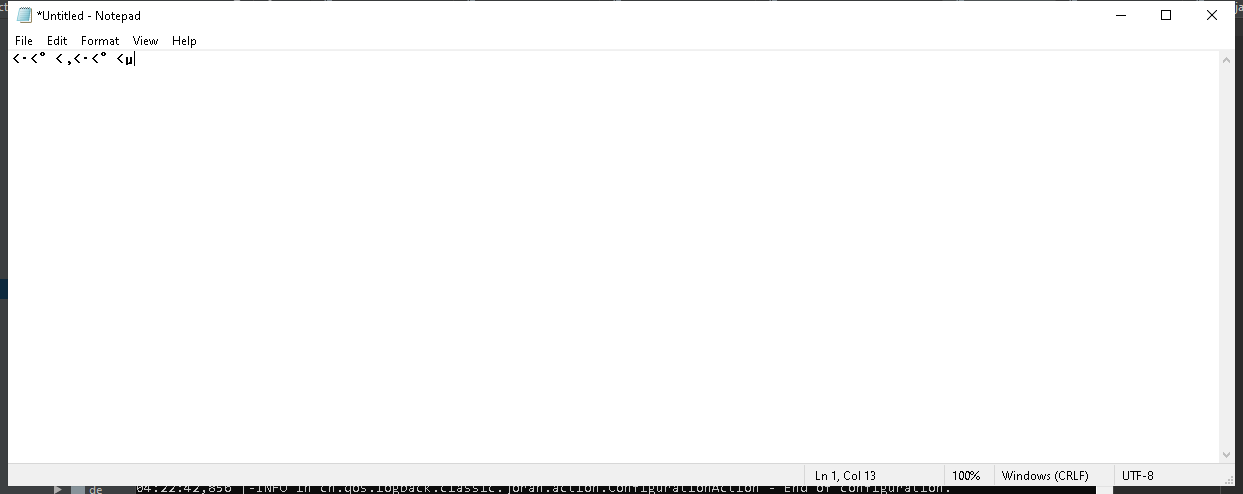 *Untitled - Notepad
File Edit Format View Help
<·<° <,<·<° <µ
Ln 1, Col 13 100% Windows (CRLF) UTF-8
de 04:22:42,856 |-INFO in ch.qos.logback.classic.joran.action.ConfigurationAction - End of configuration.